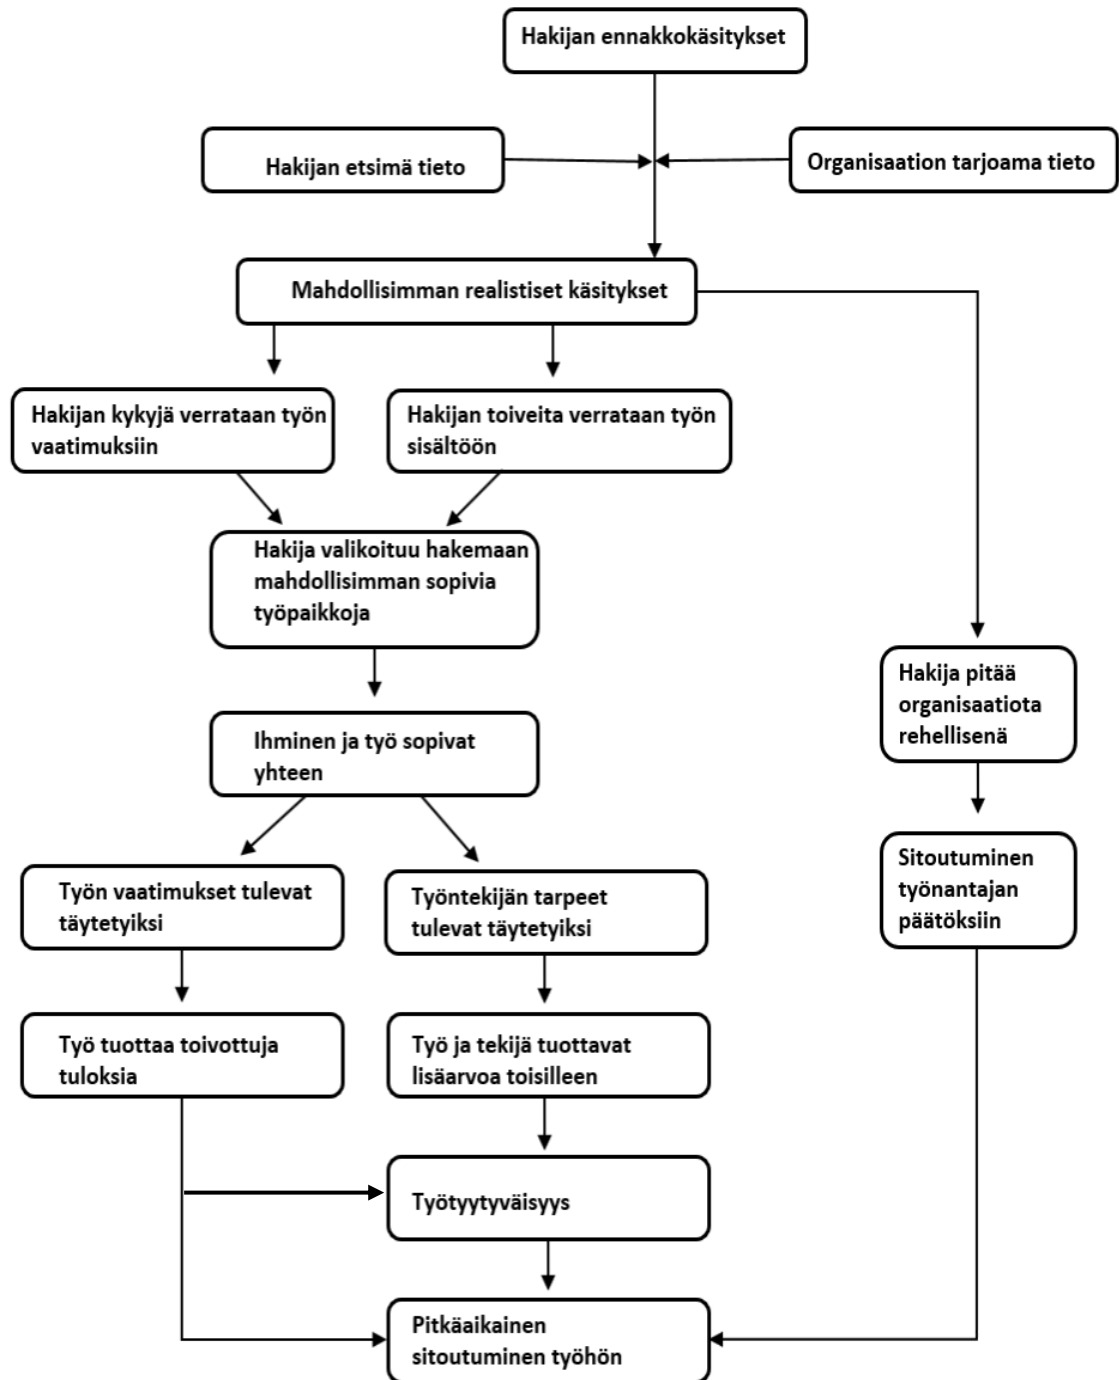 Hakijan ennakkokäsitykset
Hakijan etsimä tieto
Organisaation tarjoama tieto
Mahdollisimman realistiset käsitykset
Hakijan kykyjä verrataan työn
vaatimuksiin
Hakijan toiveita verrataan työn
sisältöön
Hakija valikoituu hakemaan
mahdollisimman sopivia
työpaikkoja
Hakija pitää
organisaatiota
rehellisenä
Ihminen ja työ sopivat
yhteen
Sitoutuminen
työnantajan
päätöksiin
Työn vaatimukset tulevat
täytetyiksi
Työntekijän tarpeet
tulevat täytetyiksi
Työ tuottaa toivottuja
tuloksia
Työ ja tekijä tuottavat
lisäarvoa toisilleen
Työtyytyväisyys
Pitkäaikainen
sitoutuminen työhön